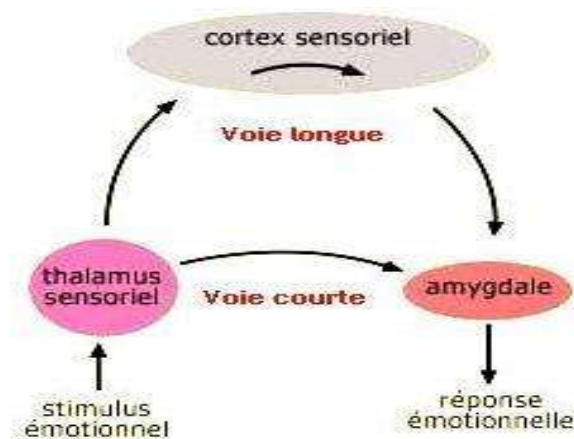 cortex sensoriel
Voie longue
thalamus
sensoriel
Voie courte
amygdale
stimulus
émotionnel
réponse
émotionnelle